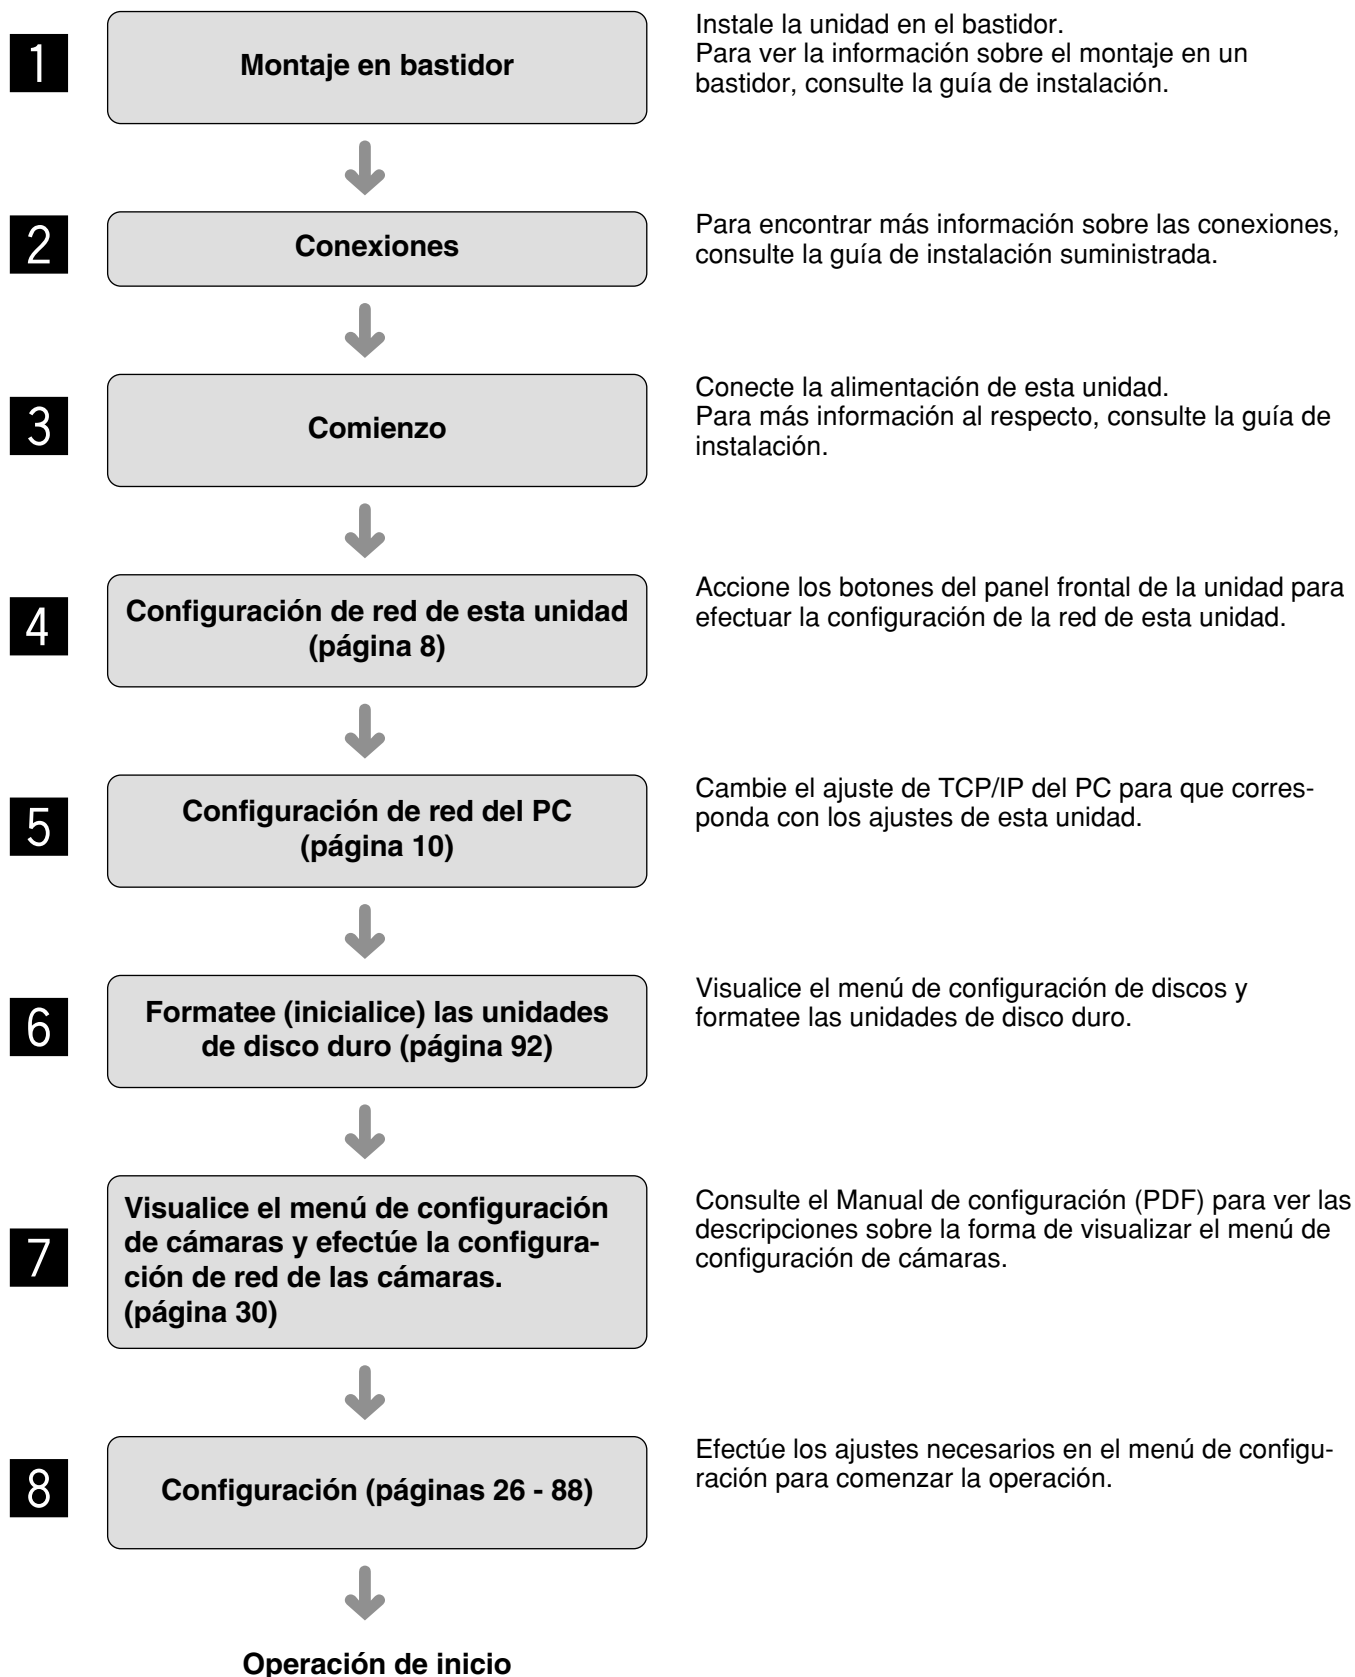 1
Montaje en bastidor
Instale la unidad en el bastidor.
Para ver la información sobre el montaje en un
bastidor, consulte la guía de instalación.
2
Conexiones
Para encontrar más información sobre las conexiones,
consulte la guía de instalación suministrada.
3
Comienzo
Conecte la alimentación de esta unidad.
Para más información al respecto, consulte la guía de
instalación.
4
Configuración de red de esta unidad
(página 8)
Accione los botones del panel frontal de la unidad para
efectuar la configuración de la red de esta unidad.
5
Configuración de red del PC
(página 10)
Cambie el ajuste de TCP/IP del PC para que corres-
ponda con los ajustes de esta unidad.
6
Formatee (inicialice) las unidades
de disco duro (página 92)
Visualice el menú de configuración de discos y
formatee las unidades de disco duro.
7
Visualice el menú de configuración
de cámaras y efectúe la configura-
ción de red de las cámaras.
(página 30)
Consulte el Manual de configuración (PDF) para ver las
descripciones sobre la forma de visualizar el menú de
configuración de cámaras.
8
Configuración (páginas 26 - 88)
Efectúe los ajustes necesarios en el menú de configu-
ración para comenzar la operación.
Operación de inicio